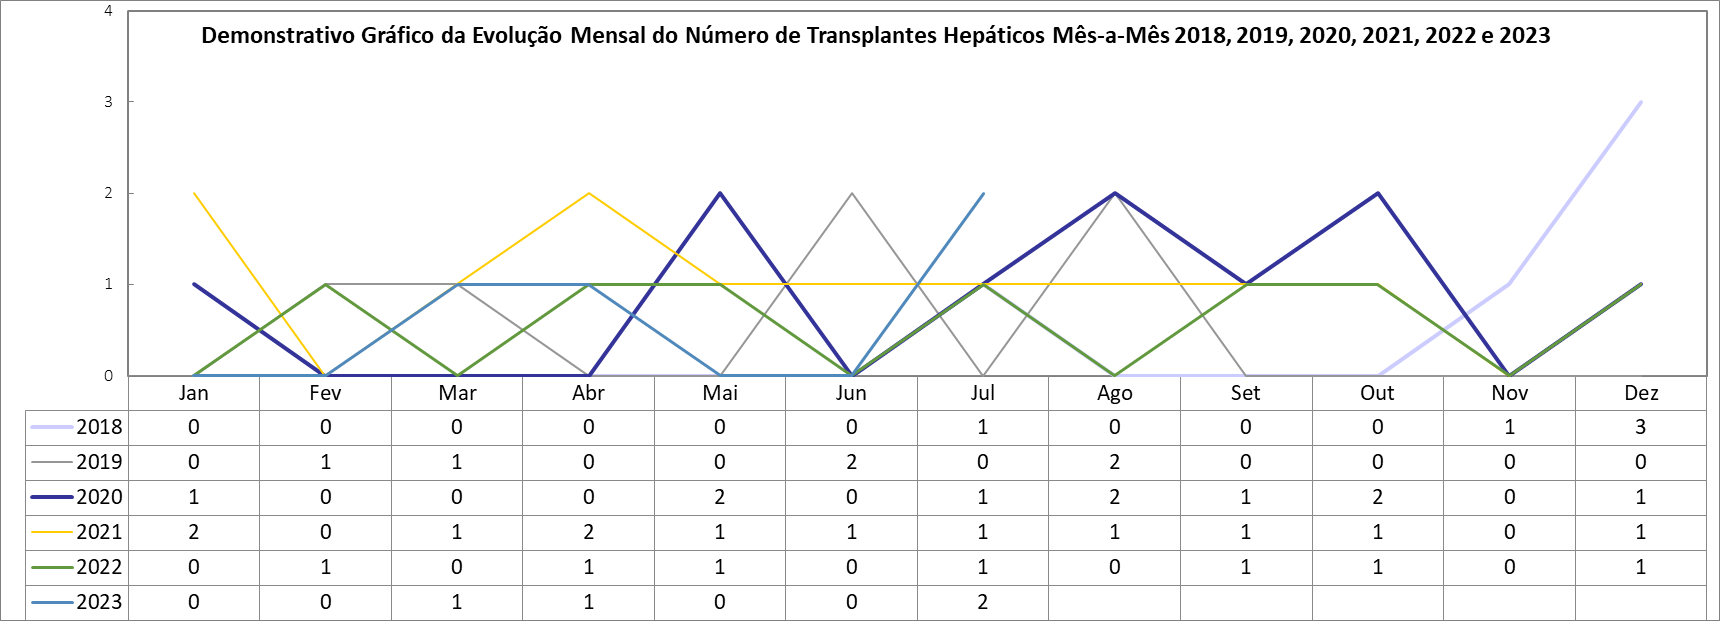 Demonstrativo Gráfico da Evolução Mensal do Número de Transplantes Hepáticos Mês-a-Mês 2018, 2019, 2020, 2021, 2022 e 2023
4
3
2
1
0
Jan Fev Mar Abr Mai Jun Jul Ago Set Out Nov Dez
2018 0 0 0 0 0 0 1 0 0 0 1 3
2019 0 1 1 0 0 2 0 2 0 0 0 0
2020 1 0 0 0 2 0 1 2 1 2 0 1
2021 2 0 1 2 1 1 1 1 1 1 0 1
2022 0 1 0 1 1 0 1 0 1 1 0 1
2023 0 0 1 1 0 0 2